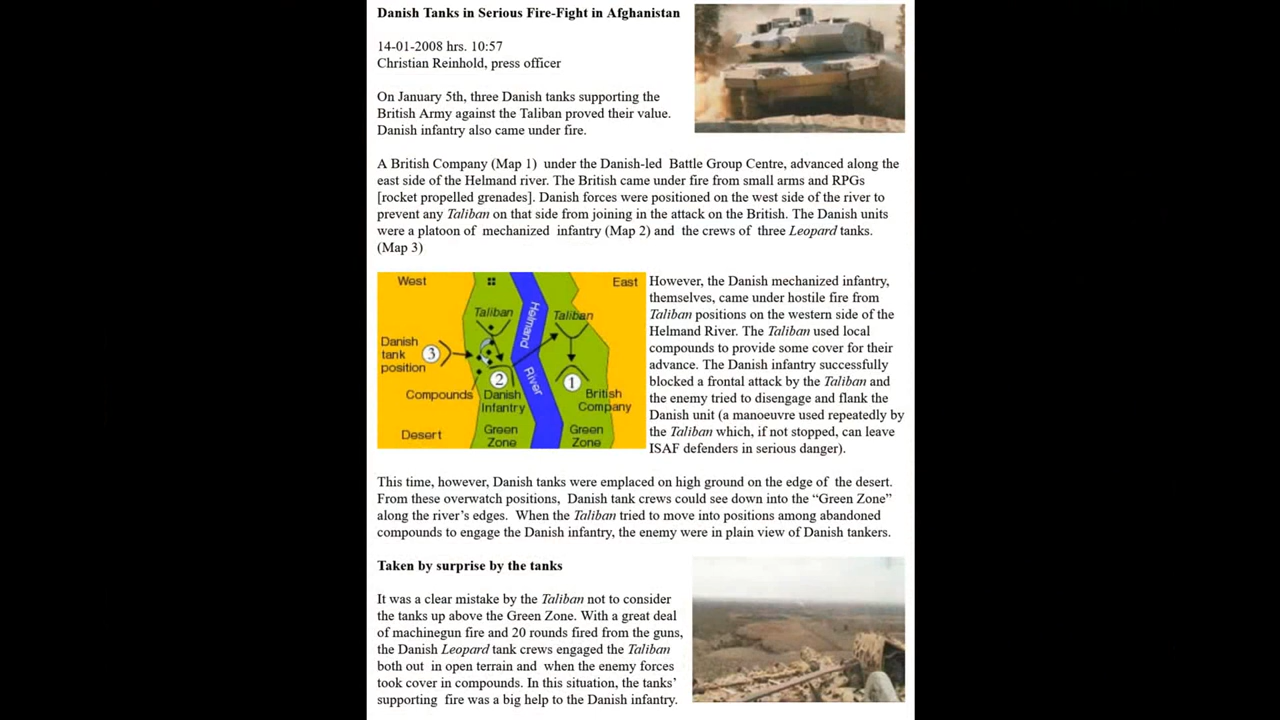 Danish Tanks in Serious Fire-Fight in Afghanistan
14-01-2008 hrs. 10:57
Christian Reinhold, press officer
On January 5th, three Danish tanks supporting the
British Army against the Taliban proved their value.
Danish infantry also came under fire.
A British Company (Map 1) under the Danish-led Battle Group Centre, advanced along the
east side of the Helmand river. The British came under fire from small arms and RPGs
[rocket propelled grenades]. Danish forces were positioned on the west side of the river to
prevent any Taliban on that side from joining in the attack on the British. The Danish units
were a platoon of mechanized infantry (Map 2) and the crews of three Leopard tanks.
(Map 3)
West
East
Taliban
Helmand
Taliban
Danish
tank
position
3
2
1
River
Compounds
Danish
Infantry
British
Company
Desert
Green
Zone
Green
Zone
However, the Danish mechanized infantry,
themselves, came under hostile fire from
Taliban positions on the western side of the
Helmand River. The Taliban used local
compounds to provide some cover for their
advance. The Danish infantry successfully
blocked a frontal attack by the Taliban and
the enemy tried to disengage and flank the
Danish unit (a manoeuvre used repeatedly by
the Taliban which, if not stopped, can leave
ISAF defenders in serious danger).
This time, however, Danish tanks were emplaced on high ground on the edge of the desert.
From these overwatch positions, Danish tank crews could see down into the “Green Zone”
along the river’s edges. When the Taliban tried to move into positions among abandoned
compounds to engage the Danish infantry, the enemy were in plain view of Danish tankers.
Taken by surprise by the tanks
It was a clear mistake by the Taliban not to consider
the tanks up above the Green Zone. With a great deal
of machinegun fire and 20 rounds fired from the guns,
the Danish Leopard tank crews engaged the Taliban
both out in open terrain and when the enemy forces
took cover in compounds. In this situation, the tanks’
supporting fire was a big help to the Danish infantry.